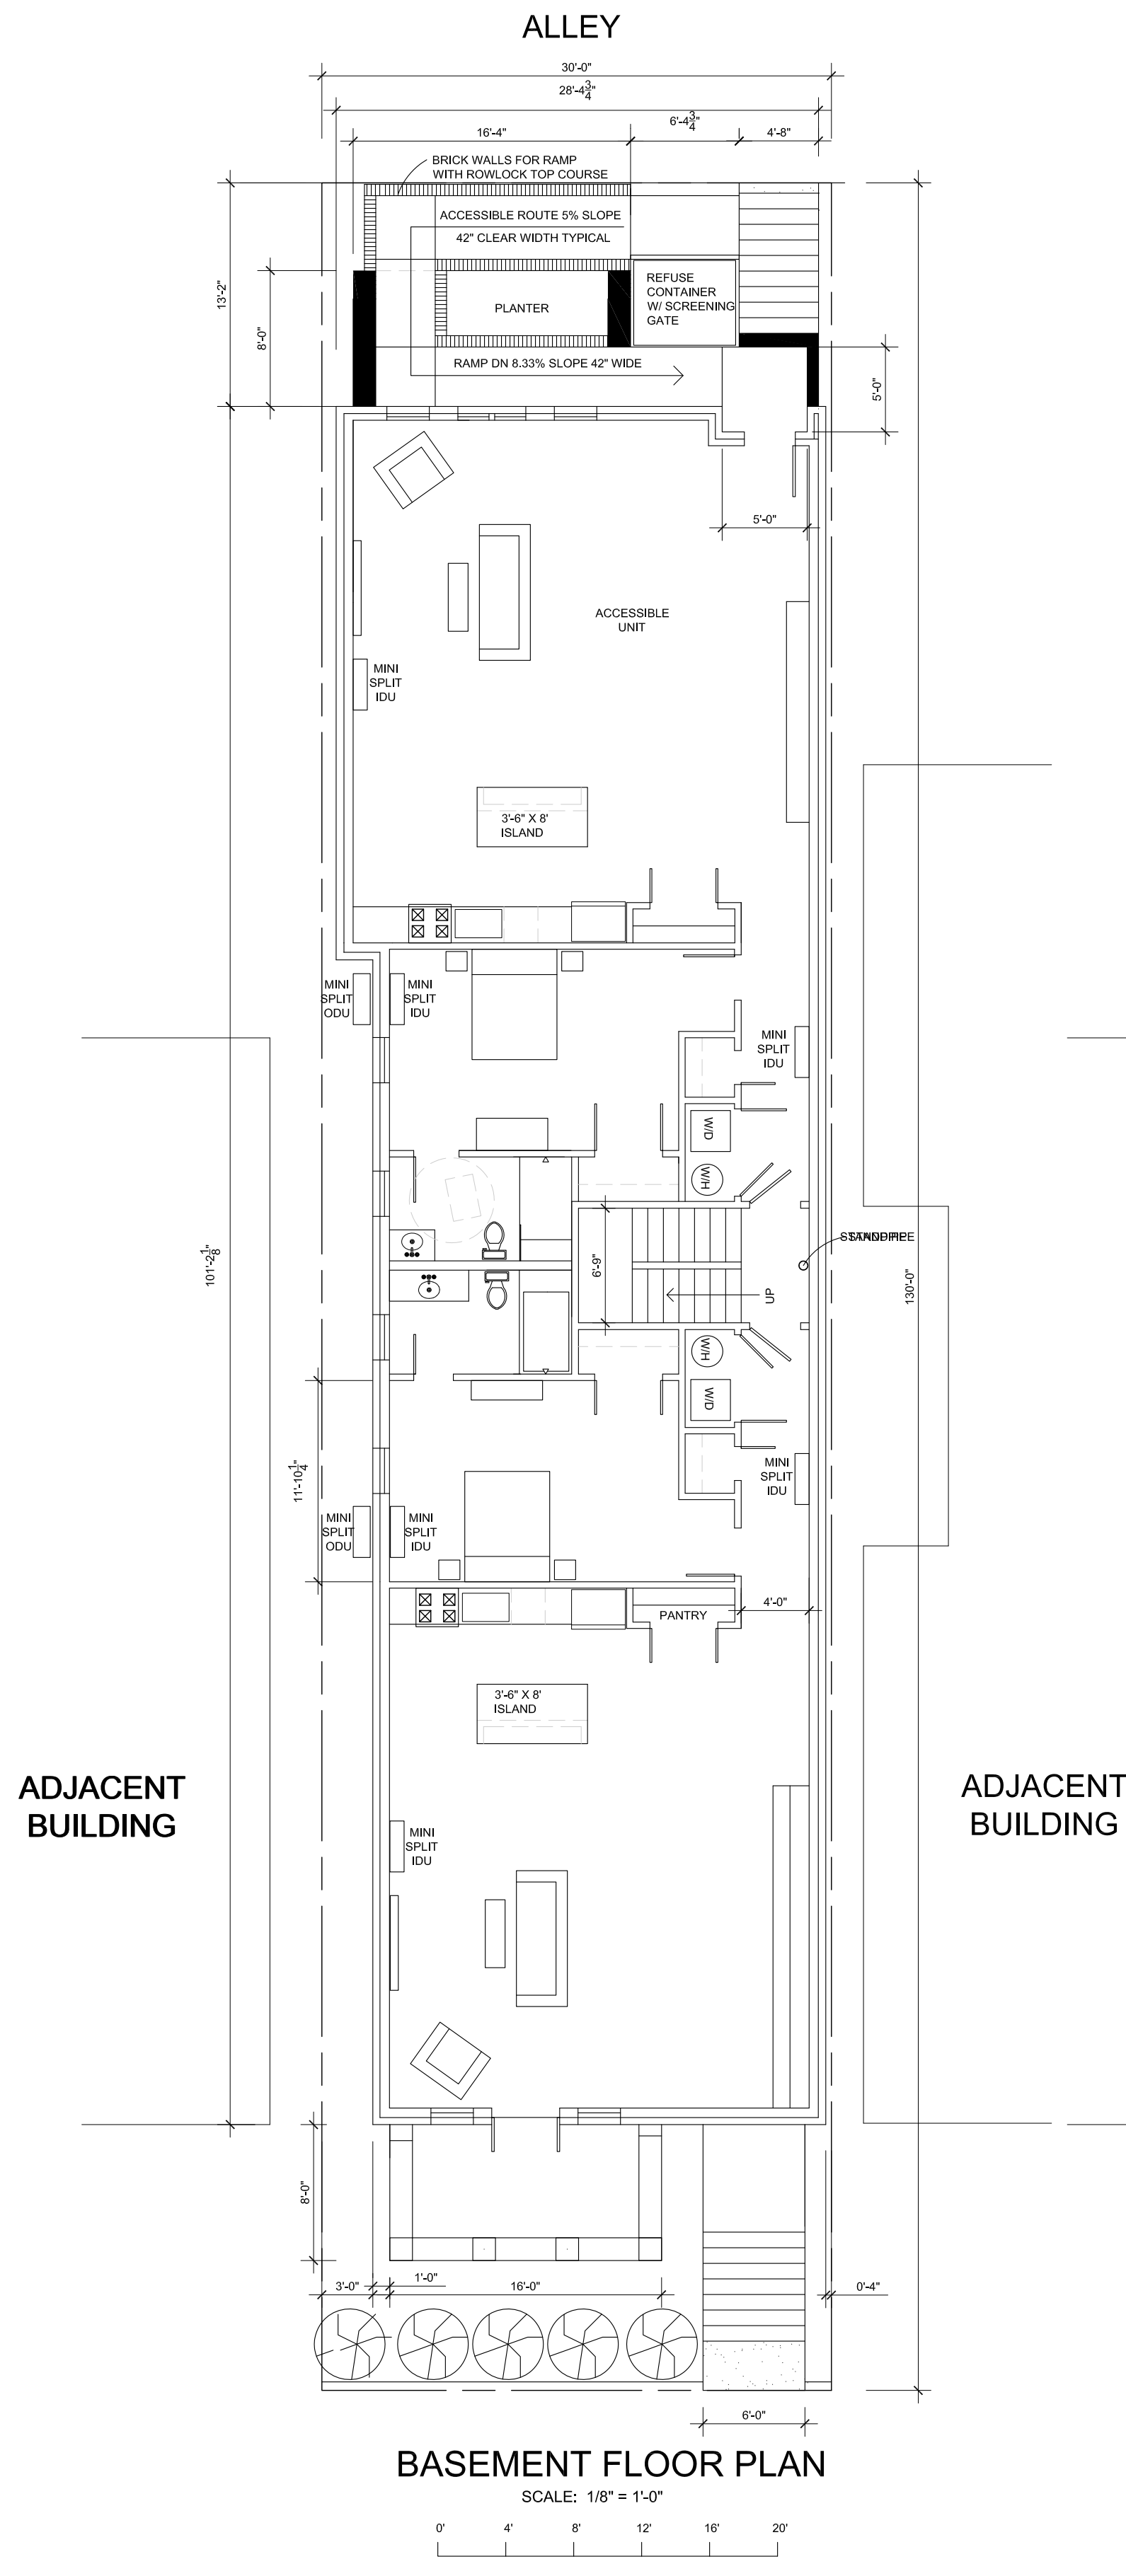 ALLEY
30'-0"
28'-4 3/4"
6'-4 3/4"
16'-4"
4'-8"
BRICK WALLS FOR RAMP
WITH ROWLOCK TOP COURSE
ACCESSIBLE ROUTE 5% SLOPE
42" CLEAR WIDTH TYPICAL
REFUSE
CONTAINER
W/ SCREENING
GATE
13'-2"
PLANTER
8'-0"
RAMP DN 8.33% SLOPE 42" WIDE
5'-0"
5'-0"
ACCESSIBLE
UNIT
MINI
SPLIT
IDU
3'-6" X 8'
ISLAND
MINI
SPLIT
ODU
MINI
SPLIT
IDU
MINI
SPLIT
IDU
W/D
W/H
STANDPIPE
6'-9"
101'-2 1/8"
130'-0"
UP
W/H
W/D
11'-10 1/4"
MINI
SPLIT
IDU
MINI
SPLIT
ODU
MINI
SPLIT
IDU
4'-0"
PANTRY
3'-6" X 8'
ISLAND
ADJACENT
BUILDING
ADJACENT
BUILDING
MINI
SPLIT
IDU
8'-0"
3'-0"
1'-0"
16'-0"
0'-4"
6'-0"
BASEMENT FLOOR PLAN
SCALE: 1/8" = 1'-0"
0' 4' 8' 12' 16' 20'